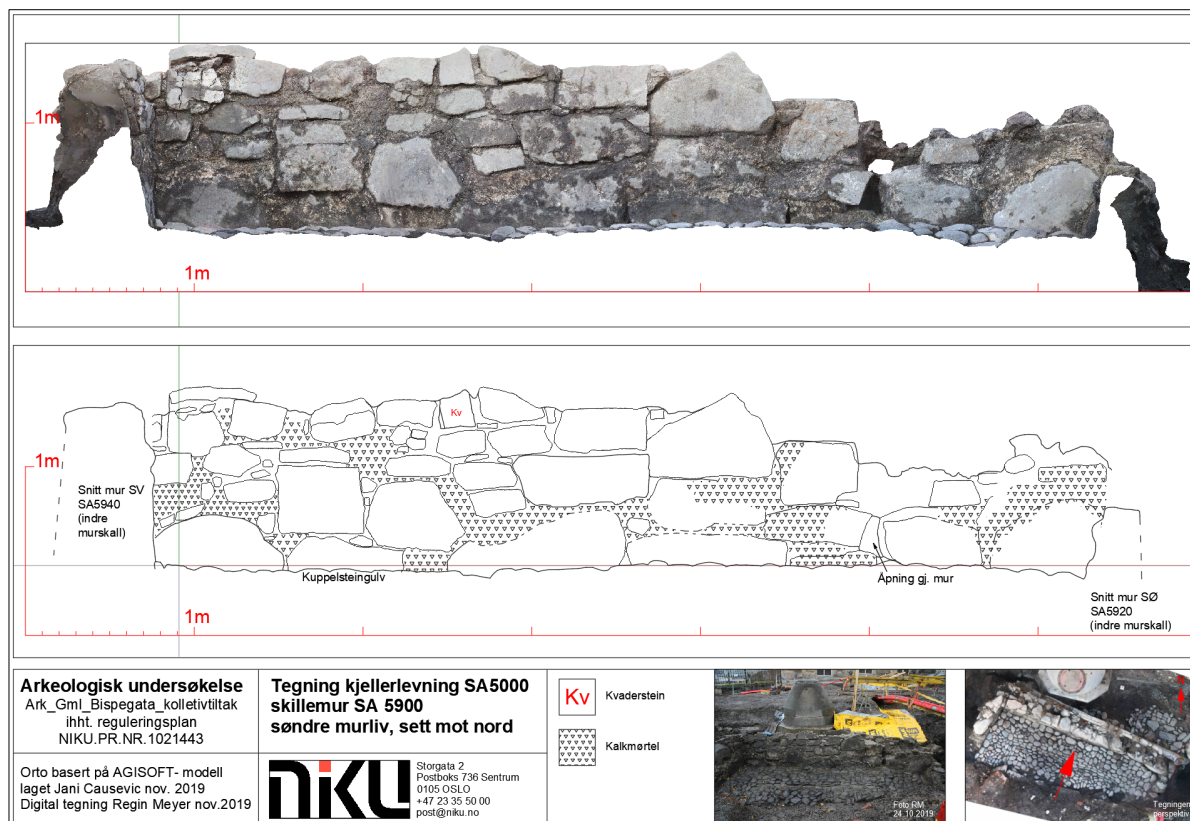 1m
1m
1m
Snitt mur SV
SA5940
(indre
murskall)
Kv
Kuppelsteingulv
Åpning gj. mur
Snitt mur SØ
SA5920
(indre murskall)
1m
Arkeologisk undersøkelse
Ark_Gml_Bispegata_kolletivtiltak
ihht. reguleringsplan
NIKU.PR.NR.1021443
Orto basert på AGISOFT- modell
laget Jani Causevic nov. 2019
Digital tegning Regin Meyer nov.2019
Tegning kjellerlevning SA5000
skillemur SA 5900
søndre murliv, sett mot nord
NIKU
Storgata 2
Postboks 736 Sentrum
0105 OSLO
+47 23 35 50 00
post@niku.no
Kv Kvaderstein
Kalkmørtel
Foto RM
24.10.2019
Tegningen
perspektiv